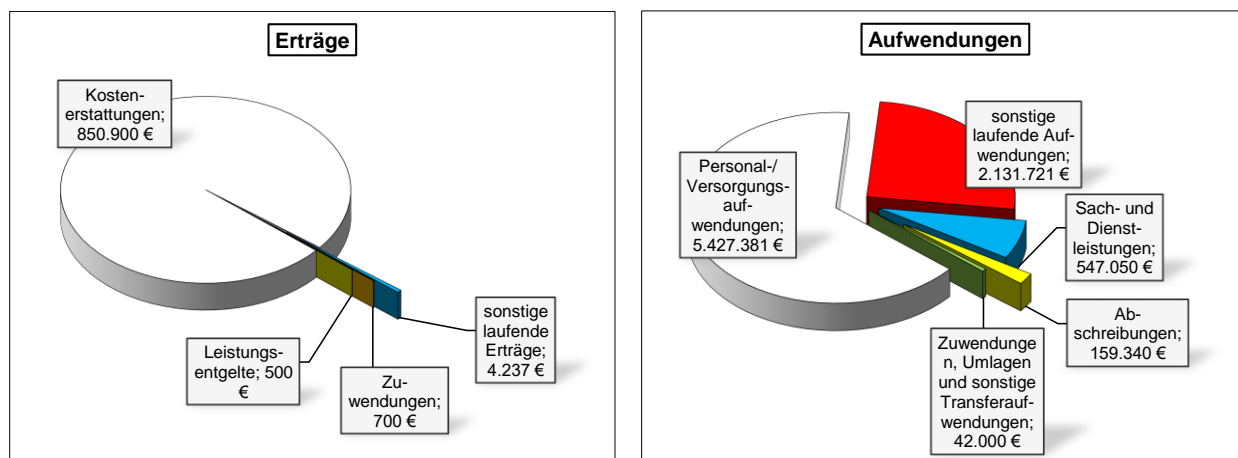 Erträge
Kosten-
erstattungen;
850.900 €
sonstige
laufende
Erträge;
4.237 €
Leistungs-
entgelte; 500
€
Zu-
wendungen;
700 €
Aufwendungen
sonstige
laufende Auf-
wendungen;
2.131.721 €
Personal-/
Versorgungs-
auf-
wendungen;
5.427.381 €
Sach- und
Dienst-
leistungen;
547.050 €
Ab-
schreibungen;
159.340 €
Zuwendunge
n, Umlagen
und sonstige
Transferauf-
wendungen;
42.000 €